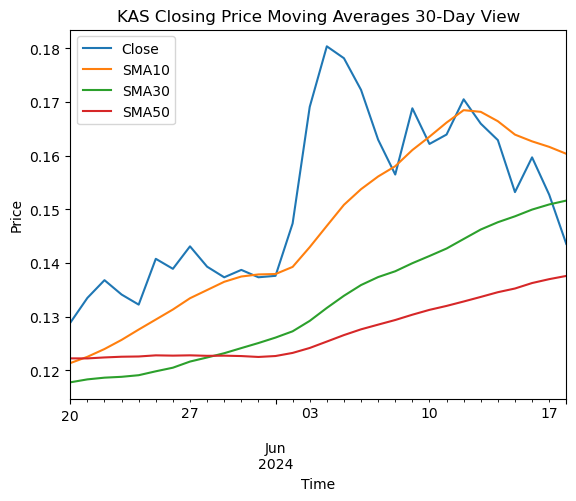 KAS Closing Price Moving Averages 30-Day View
Close
SMA10
SMA30
SMA50
0.18
0.17
0.16
0.15
0.14
0.13
0.12
Price
20
27
03
10
17
Jun
2024
Time